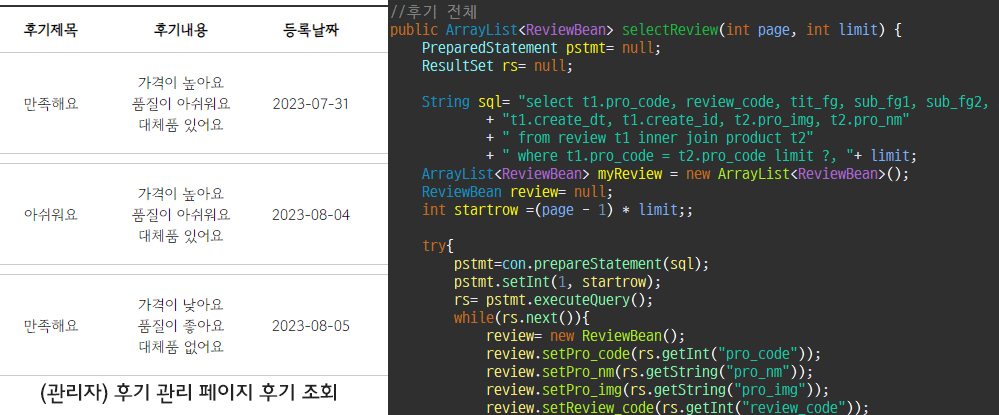 후기제목 후기내용 등록날짜
만족해요
가격이 높아요
품질이 아쉬워요
대체품 있어요
2023-07-31
아쉬워요
가격이 높아요
품질이 아쉬워요
대체품 있어요
2023-08-04
만족해요
가격이 낮아요
품질이 좋아요
대체품 없어요
2023-08-05
(관리자) 후기 관리 페이지 후기 조회
//후기 전체
public ArrayList<ReviewBean> selectReview(int page, int limit) {
PreparedStatement pstmt= null;
ResultSet rs= null;
String sql= "select t1.pro_code, review_code, tit_fg, sub_fg1, sub_fg2,
+ "t1.create_dt, t1.create_id, t2.pro_img, t2.pro_nm"
+ " from review t1 inner join product t2"
+ " where t1.pro_code = t2.pro_code limit ?, "+ limit;
ArrayList<ReviewBean> myReview = new ArrayList<ReviewBean>();
ReviewBean review= null;
int startrow =(page - 1) * limit;;
try{
pstmt=con.prepareStatement(sql);
pstmt.setInt(1, startrow);
rs= pstmt.executeQuery();
while(rs.next()){
review= new ReviewBean();
review.setPro_code(rs.getInt("pro_code"));
review.setPro_nm(rs.getString("pro_nm"));
review.setPro_img(rs.getString("pro_img"));
review.setReview_code(rs.getInt("review_code"));